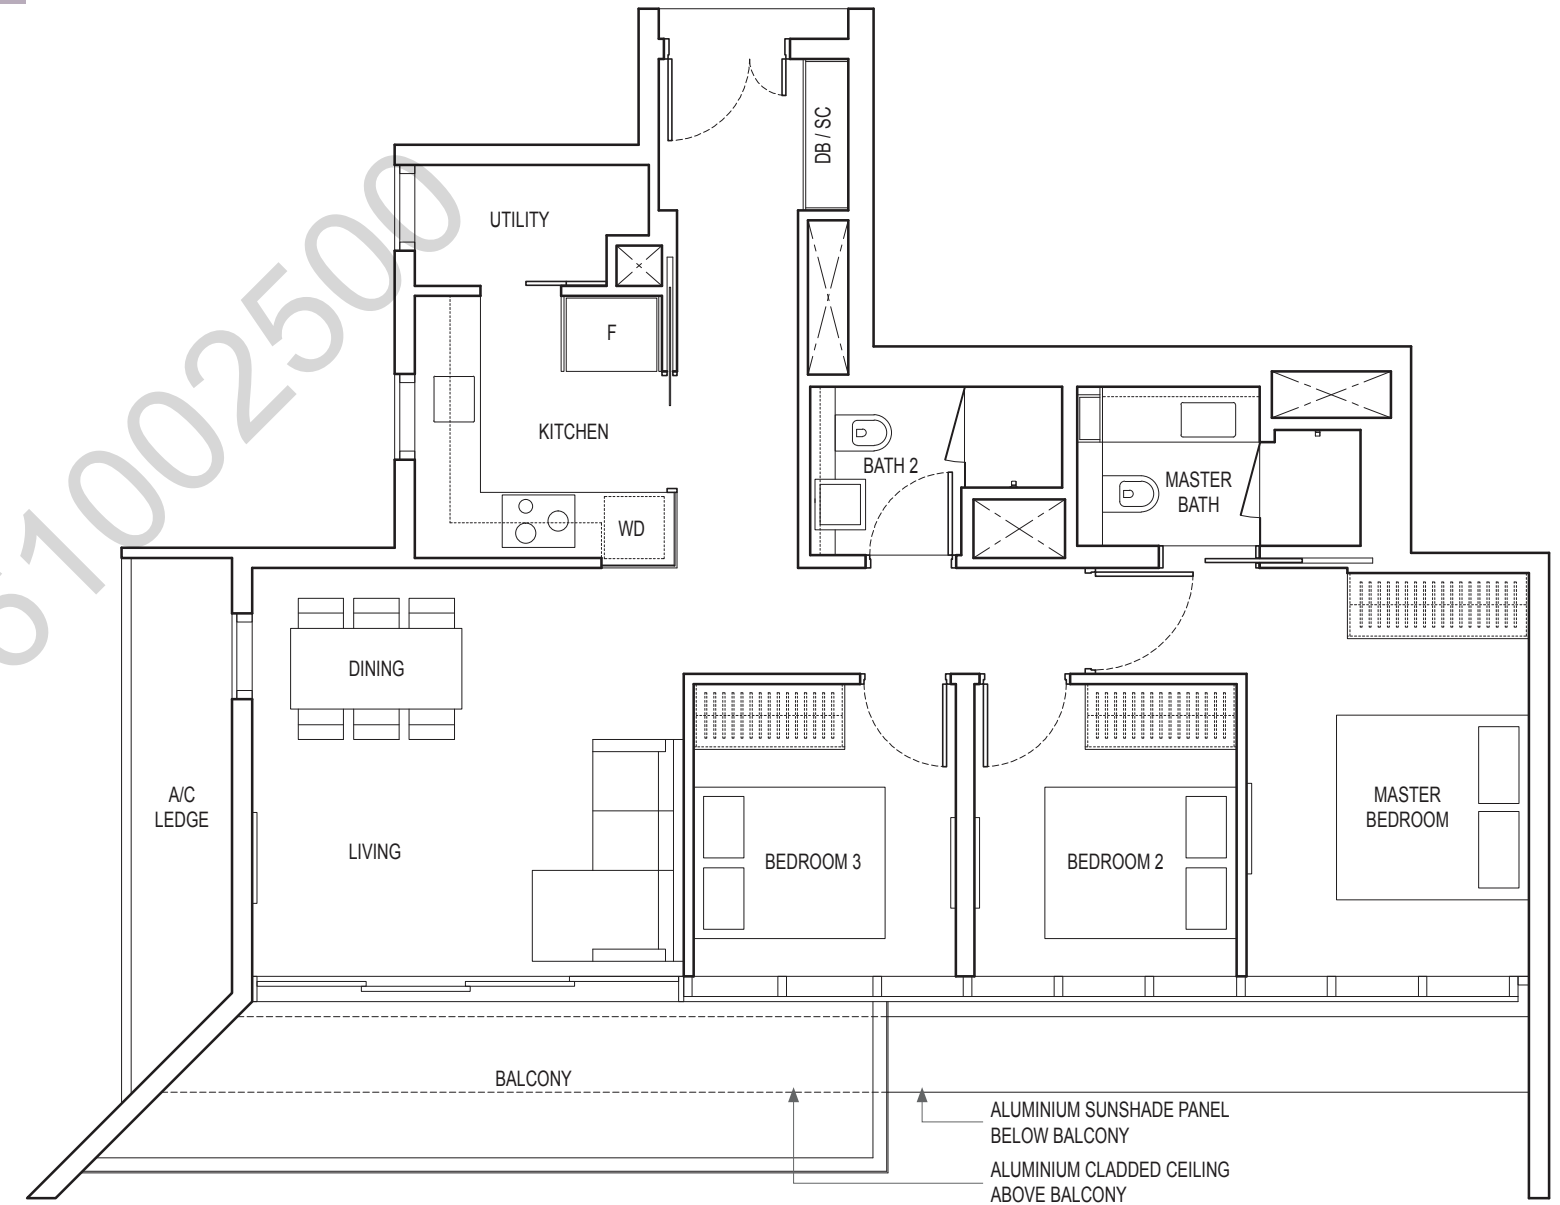 DB / SC
UTILITY
F
KITCHEN
BATH 2
MASTER
BATH
WD
DINING
A/C
LEDGE
MASTER
BEDROOM
LIVING
BEDROOM 3
BEDROOM 2
BALCONY
ALUMINIUM SUNSHADE PANEL
BELOW BALCONY
ALUMINIUM CLADDED CEILING
ABOVE BALCONY